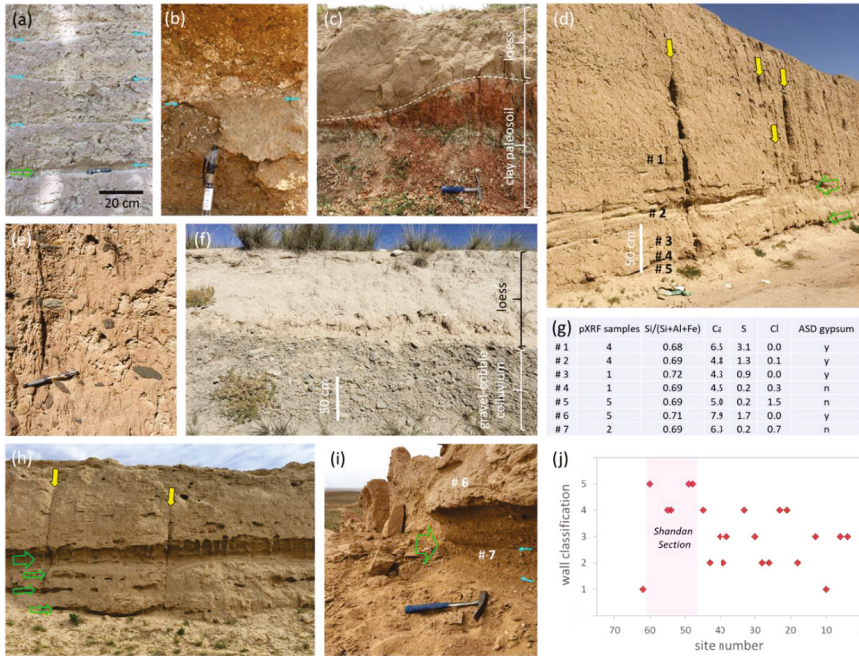 (a)
20 cm
(b)
(c)
loess
clay paleosoil
(d)
# 1
# 2
# 3
# 4
# 5
50 cm
(e)
(f)
loess
gravel-cobble
colluvium
50 cm
(g) pXRF samples Si/(Si+Al+Fe) Ca S Cl ASD gypsum
# 1 4 0.68 6.5 3.1 0.0 y
# 2 4 0.69 4.8 1.3 0.1 y
# 3 1 0.72 4.3 0.9 0.0 y
# 4 1 0.69 4.5 0.2 0.3 n
# 5 5 0.69 5.0 0.2 1.5 n
# 6 5 0.71 7.9 1.7 0.0 y
# 7 2 0.69 6.3 0.2 0.7 n
(h)
(i)
# 6
# 7
(j)
wall classification
5
4
3
2
1
Shandan
Section
70 60 50 40 30 20 10
site number